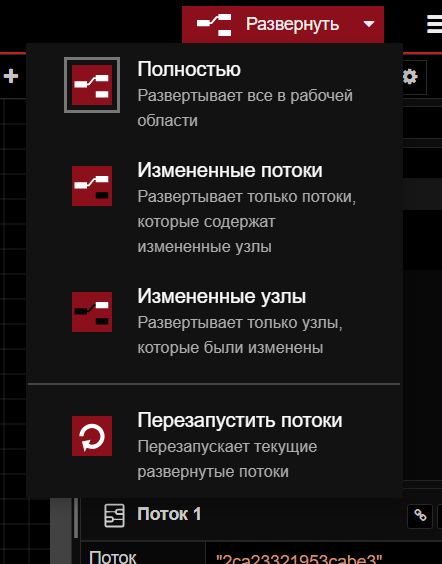 Развернуть
Полностью
Развертывает все в рабочей
области
Измененные потоки
Развертывает только потоки,
которые содержат
измененные узлы
Измененные узлы
Развертывает только узлы,
которые были изменены
Перезапустить потоки
Перезапускает текущие
развернутые потоки
Поток 1
Поток
"2ca23321953cabe3"